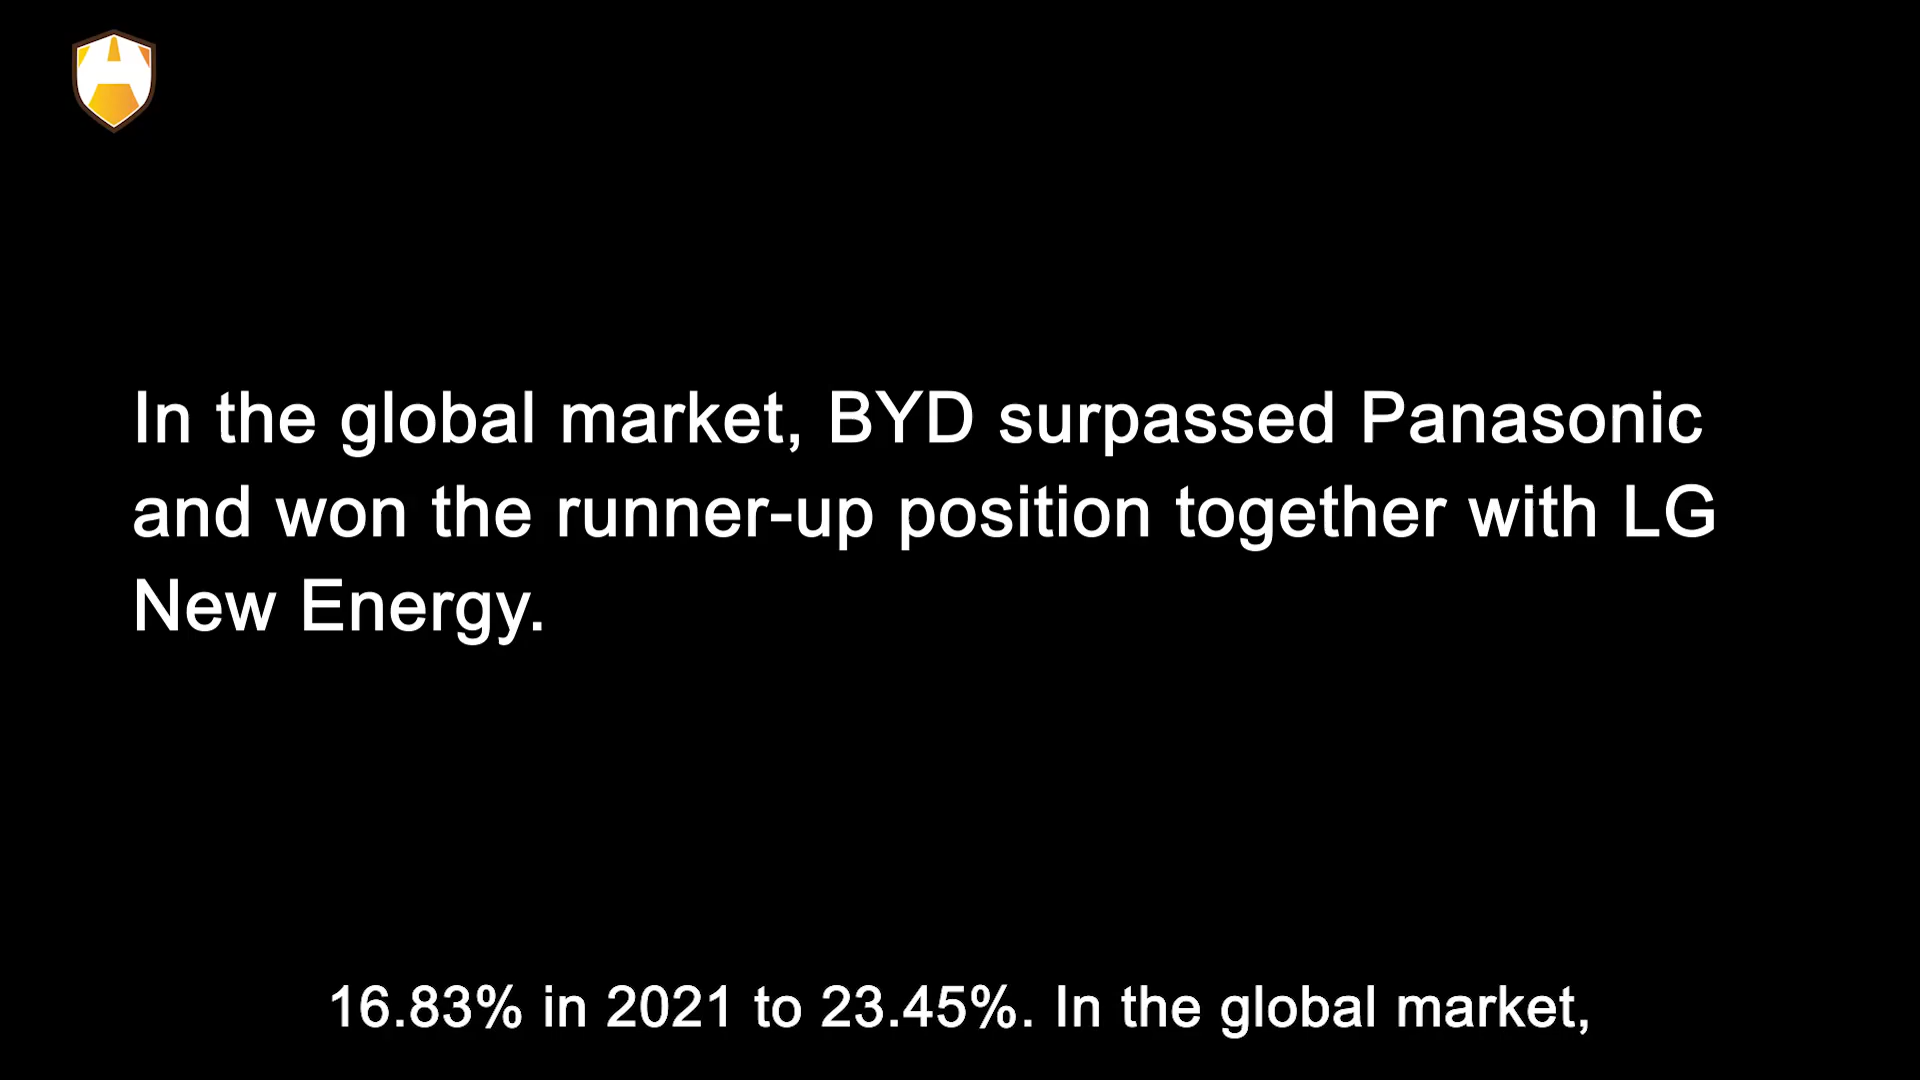 In the global market, BYD surpassed Panasonic
and won the runner-up position together with LG
New Energy.
16.83% in 2021 to 23.45%. In the global market,